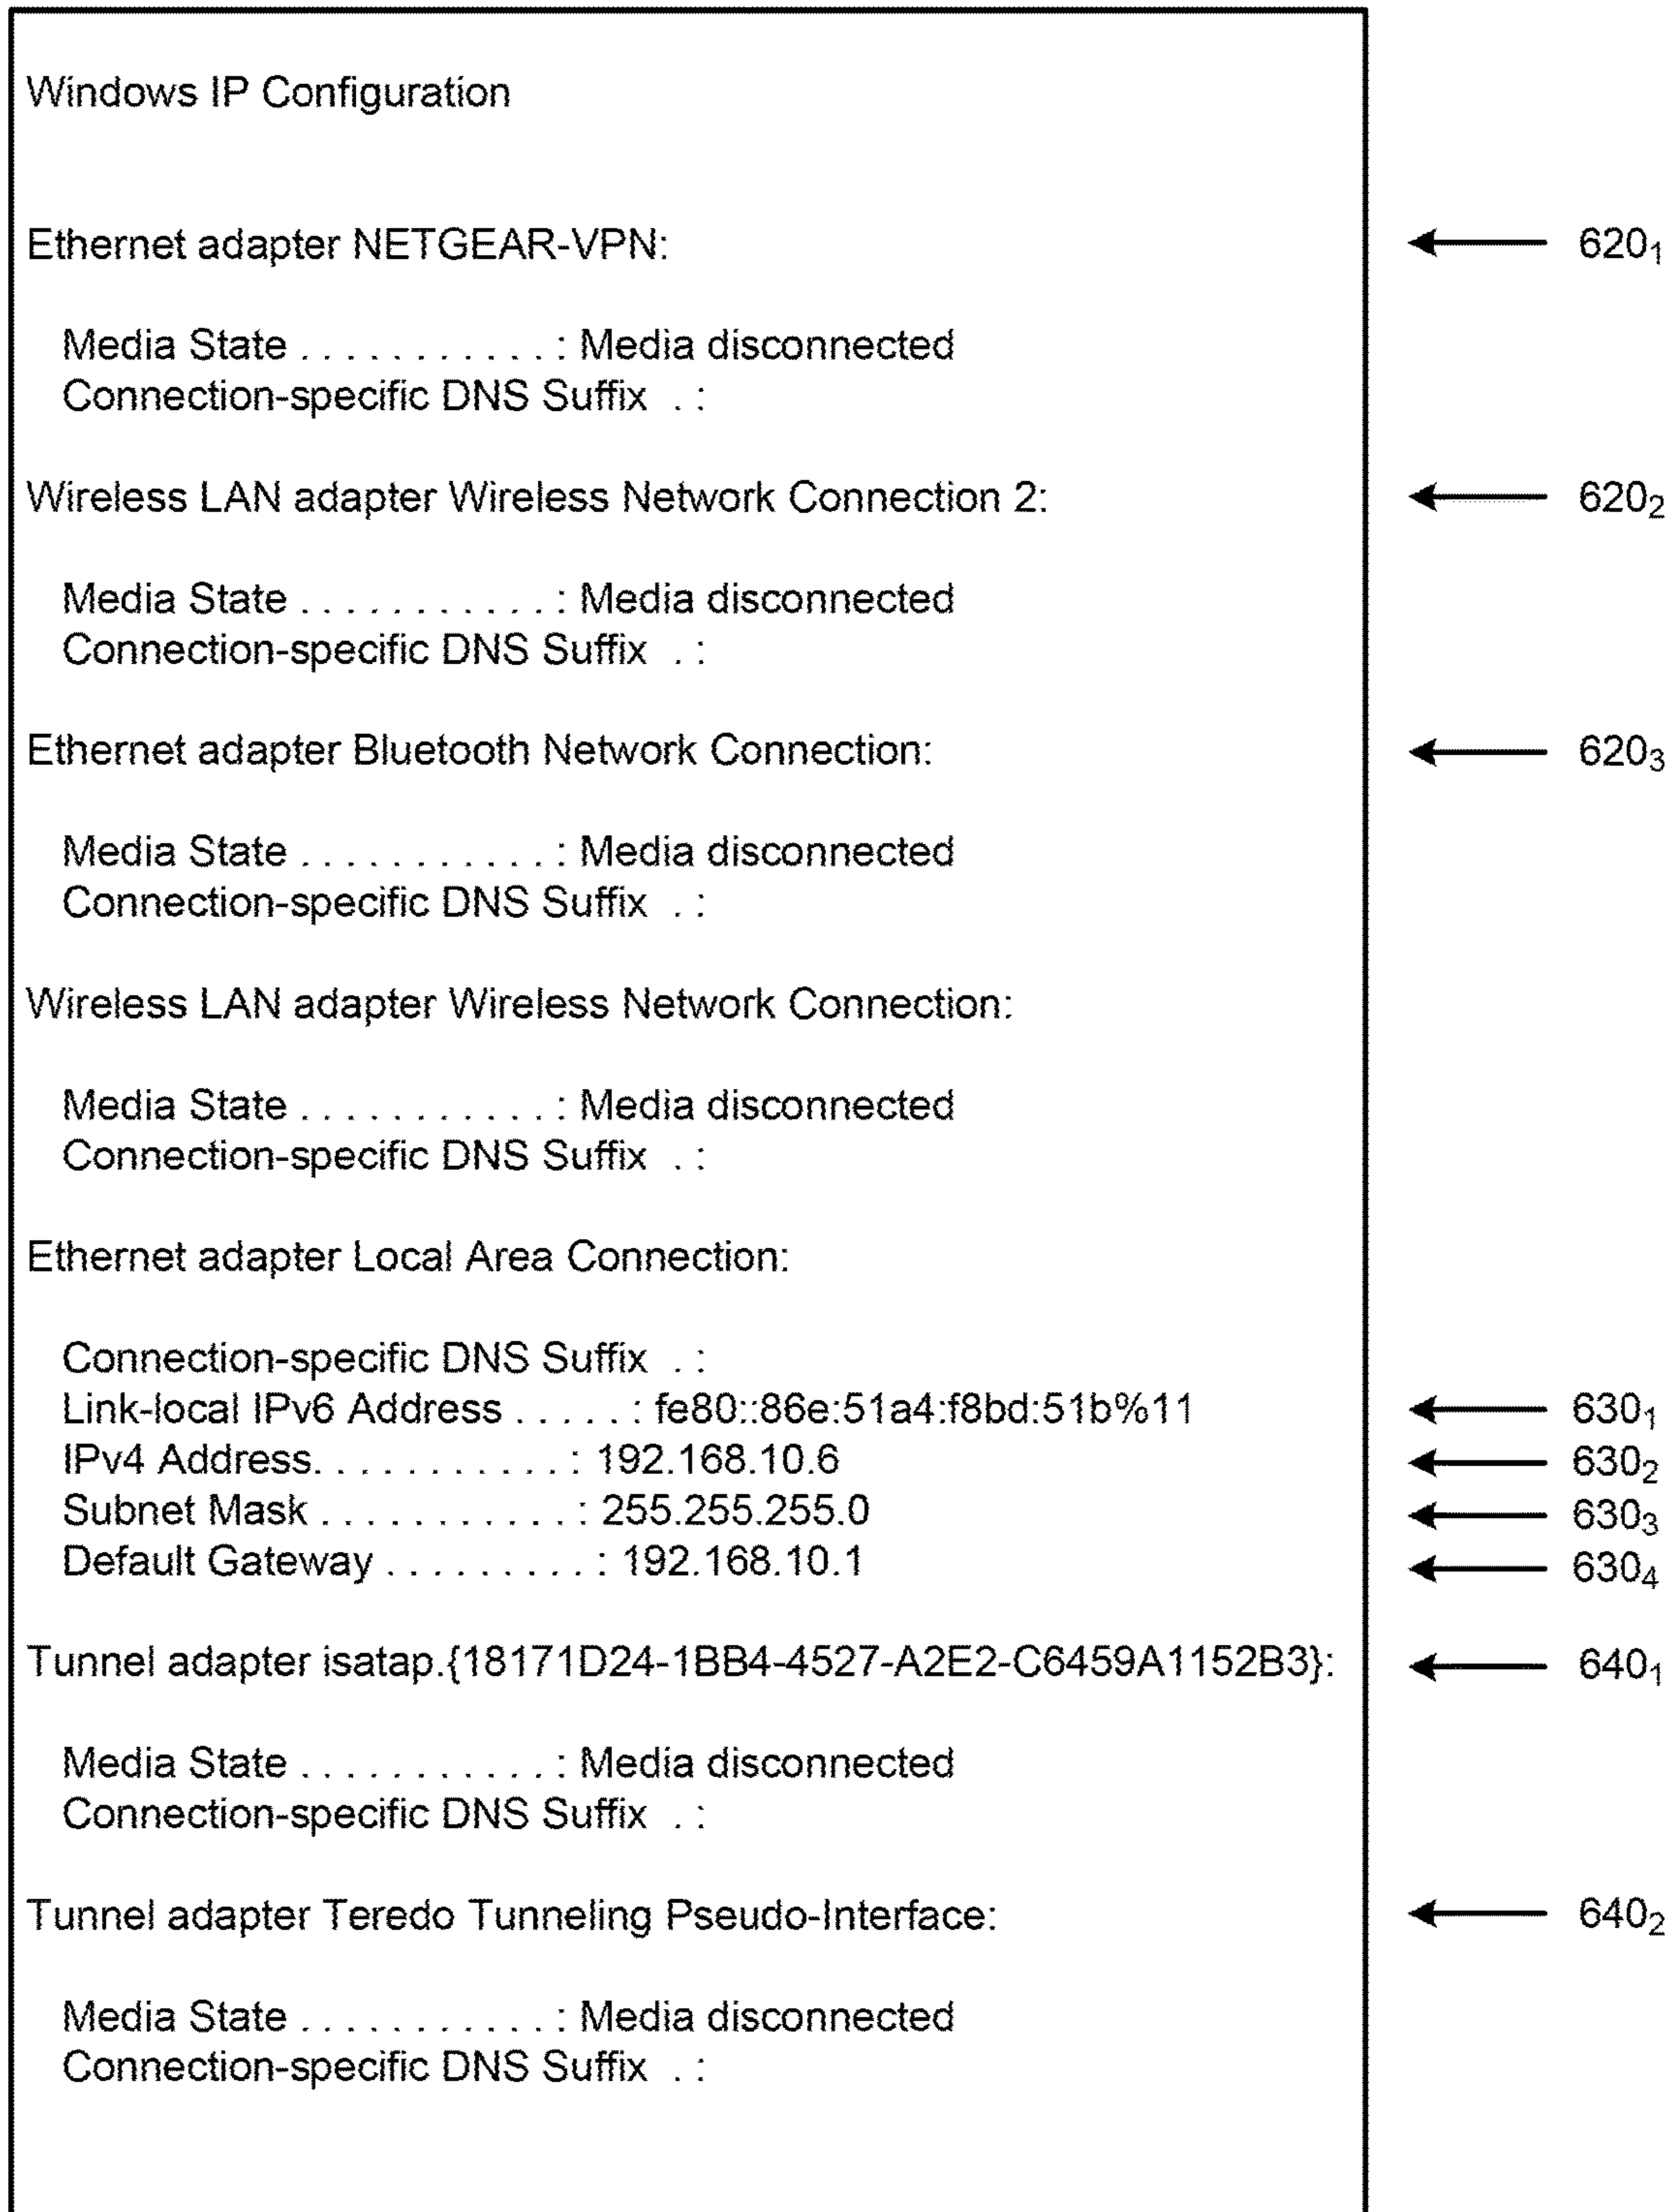 Windows IP Configuration
Ethernet adapter NETGEAR-VPN: 620₁
Media State . . . . . . . . . . . : Media disconnected
Connection-specific DNS Suffix . :
Wireless LAN adapter Wireless Network Connection 2: 620₂
Media State . . . . . . . . . . . : Media disconnected
Connection-specific DNS Suffix . :
Ethernet adapter Bluetooth Network Connection: 620₃
Media State . . . . . . . . . . . : Media disconnected
Connection-specific DNS Suffix . :
Wireless LAN adapter Wireless Network Connection:
Media State . . . . . . . . . . . : Media disconnected
Connection-specific DNS Suffix . :
Ethernet adapter Local Area Connection:
Connection-specific DNS Suffix . :
Link-local IPv6 Address . . . . . : fe80::86e:51a4:f8bd:51b%11 630₁
IPv4 Address. . . . . . . . . . . : 192.168.10.6 630₂
Subnet Mask . . . . . . . . . . . : 255.255.255.0 630₃
Default Gateway . . . . . . . . . : 192.168.10.1 630₄
Tunnel adapter isatap.{18171D24-1BB4-4527-A2E2-C6459A1152B3}: 640₁
Media State . . . . . . . . . . . : Media disconnected
Connection-specific DNS Suffix . :
Tunnel adapter Teredo Tunneling Pseudo-Interface: 640₂
Media State . . . . . . . . . . . : Media disconnected
Connection-specific DNS Suffix . :